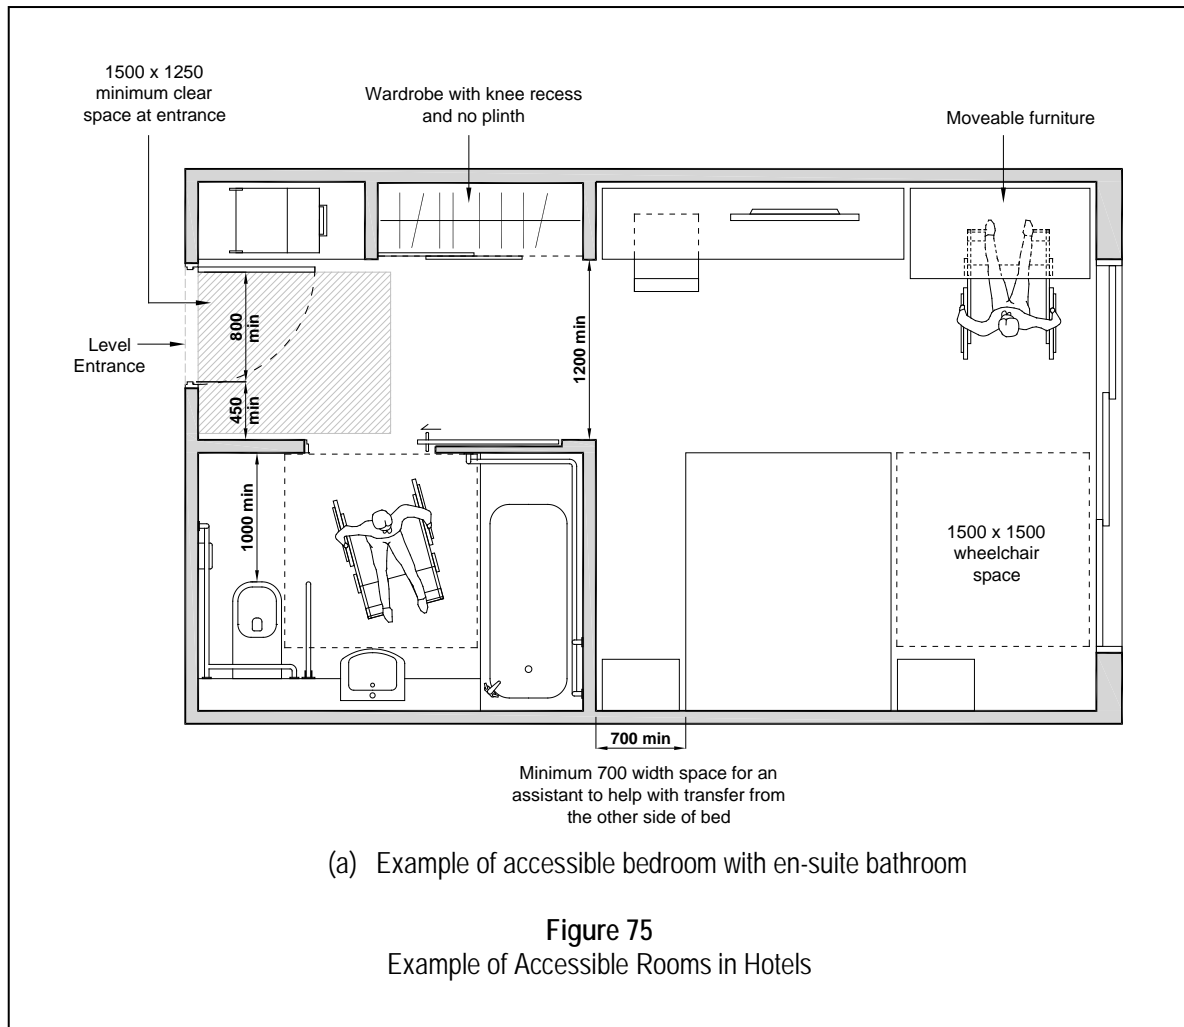 1500 x 1250
minimum clear
space at entrance
Wardrobe with knee recess
and no plinth
Moveable furniture
Level
Entrance
800
min
450
min
1200 min
1000 min
1500 x 1500
wheelchair
space
700 min
Minimum 700 width space for an
assistant to help with transfer from
the other side of bed
(a) Example of accessible bedroom with en-suite bathroom
Figure 75
Example of Accessible Rooms in Hotels